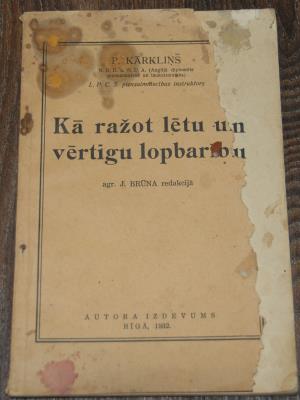 P. KĀRKLIŅŠ
L. P. C. S. piensaimniecības instruktors
Kā ražot lētu un
vērtīgu lopbarību
agr. J. BRŪNA redakcijā
AUTORA IZDEVUMS
RĪGĀ, 1932.